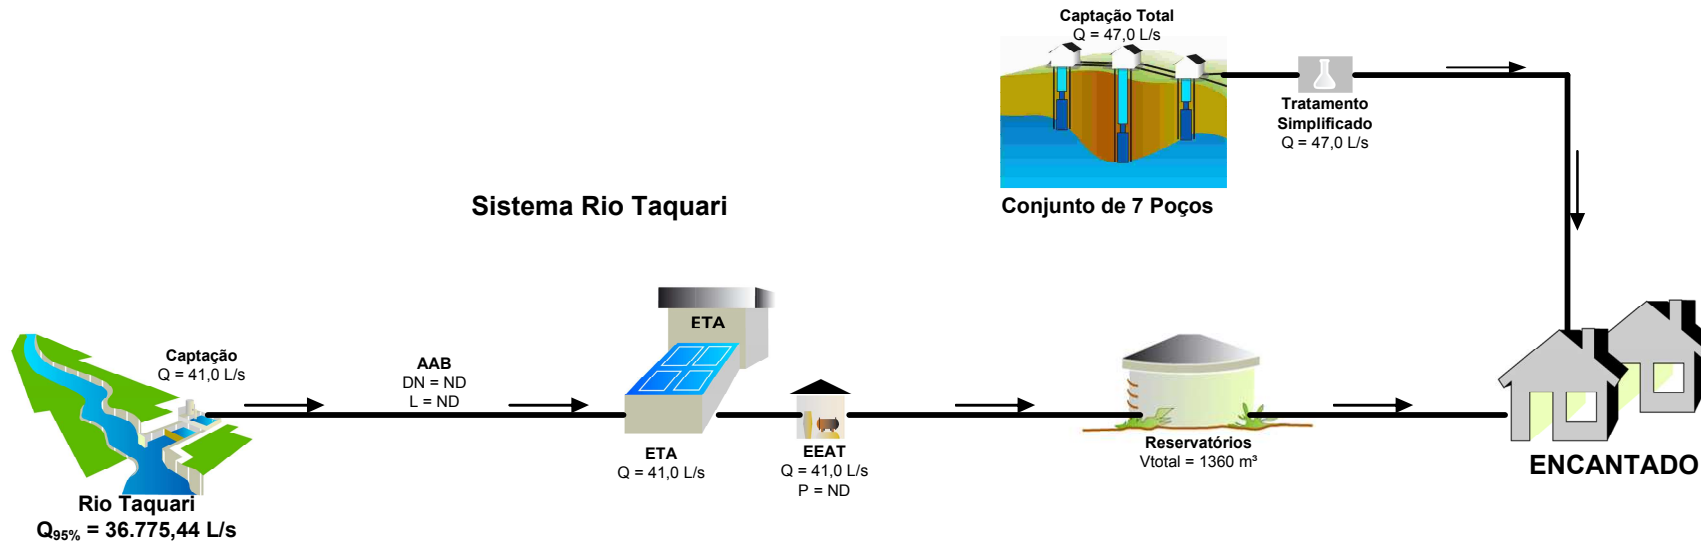 Captação Total
Q = 47,0 L/s
Tratamento
Simplificado
Q = 47,0 L/s
Conjunto de 7 Poços
Sistema Rio Taquari
Captação
Q = 41,0 L/s
AAB
DN = ND
L = ND
ETA
ETA
Q = 41,0 L/s
EEAT
Q = 41,0 L/s
P = ND
Reservatórios
Vtotal = 1360 m³
ENCANTADO
Rio Taquari
Q95% = 36.775,44 L/s